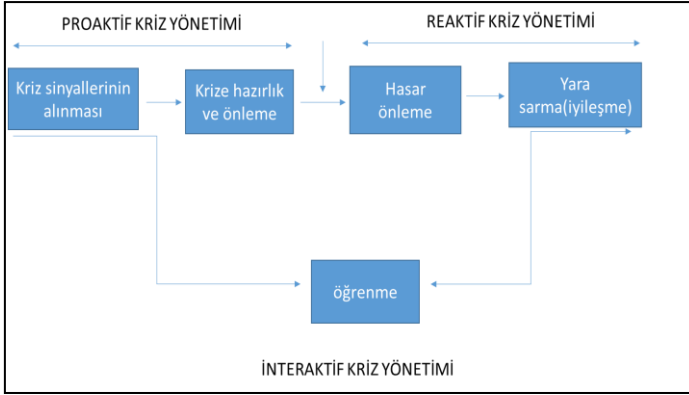 PROAKTİF KRİZ YÖNETİMİ
REAKTİF KRİZ YÖNETİMİ
Kriz sinyallerinin
alınması
Krize hazırlık
ve önleme
Hasar
önleme
Yara
sarma(iyileşme)
öğrenme
İNTERAKTİF KRİZ YÖNETİMİ